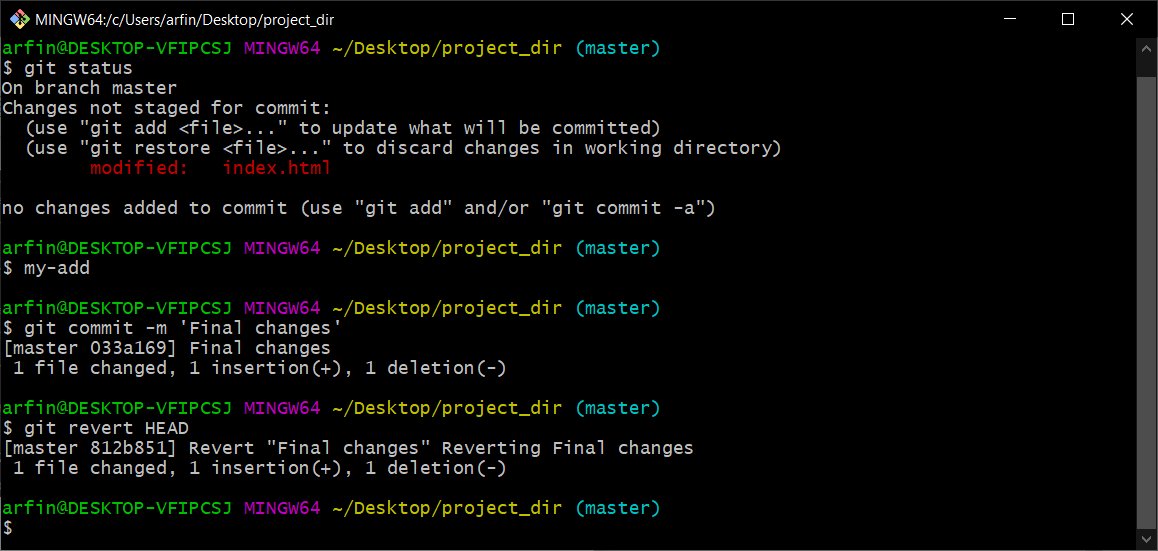 MINGW64:/c/Users/arfin/Desktop/project_dir
arfin@DESKTOP-VFIPCSJ MINGW64 ~/Desktop/project_dir (master)
$ git status
On branch master
Changes not staged for commit:
  (use "git add <file>..." to update what will be committed)
  (use "git restore <file>..." to discard changes in working directory)
        modified:   index.html

no changes added to commit (use "git add" and/or "git commit -a")

arfin@DESKTOP-VFIPCSJ MINGW64 ~/Desktop/project_dir (master)
$ my-add

arfin@DESKTOP-VFIPCSJ MINGW64 ~/Desktop/project_dir (master)
$ git commit -m 'Final changes'
[master 033a169] Final changes
 1 file changed, 1 insertion(+), 1 deletion(-)

arfin@DESKTOP-VFIPCSJ MINGW64 ~/Desktop/project_dir (master)
$ git revert HEAD
[master 812b851] Revert "Final changes" Reverting Final changes
 1 file changed, 1 insertion(+), 1 deletion(-)

arfin@DESKTOP-VFIPCSJ MINGW64 ~/Desktop/project_dir (master)
$